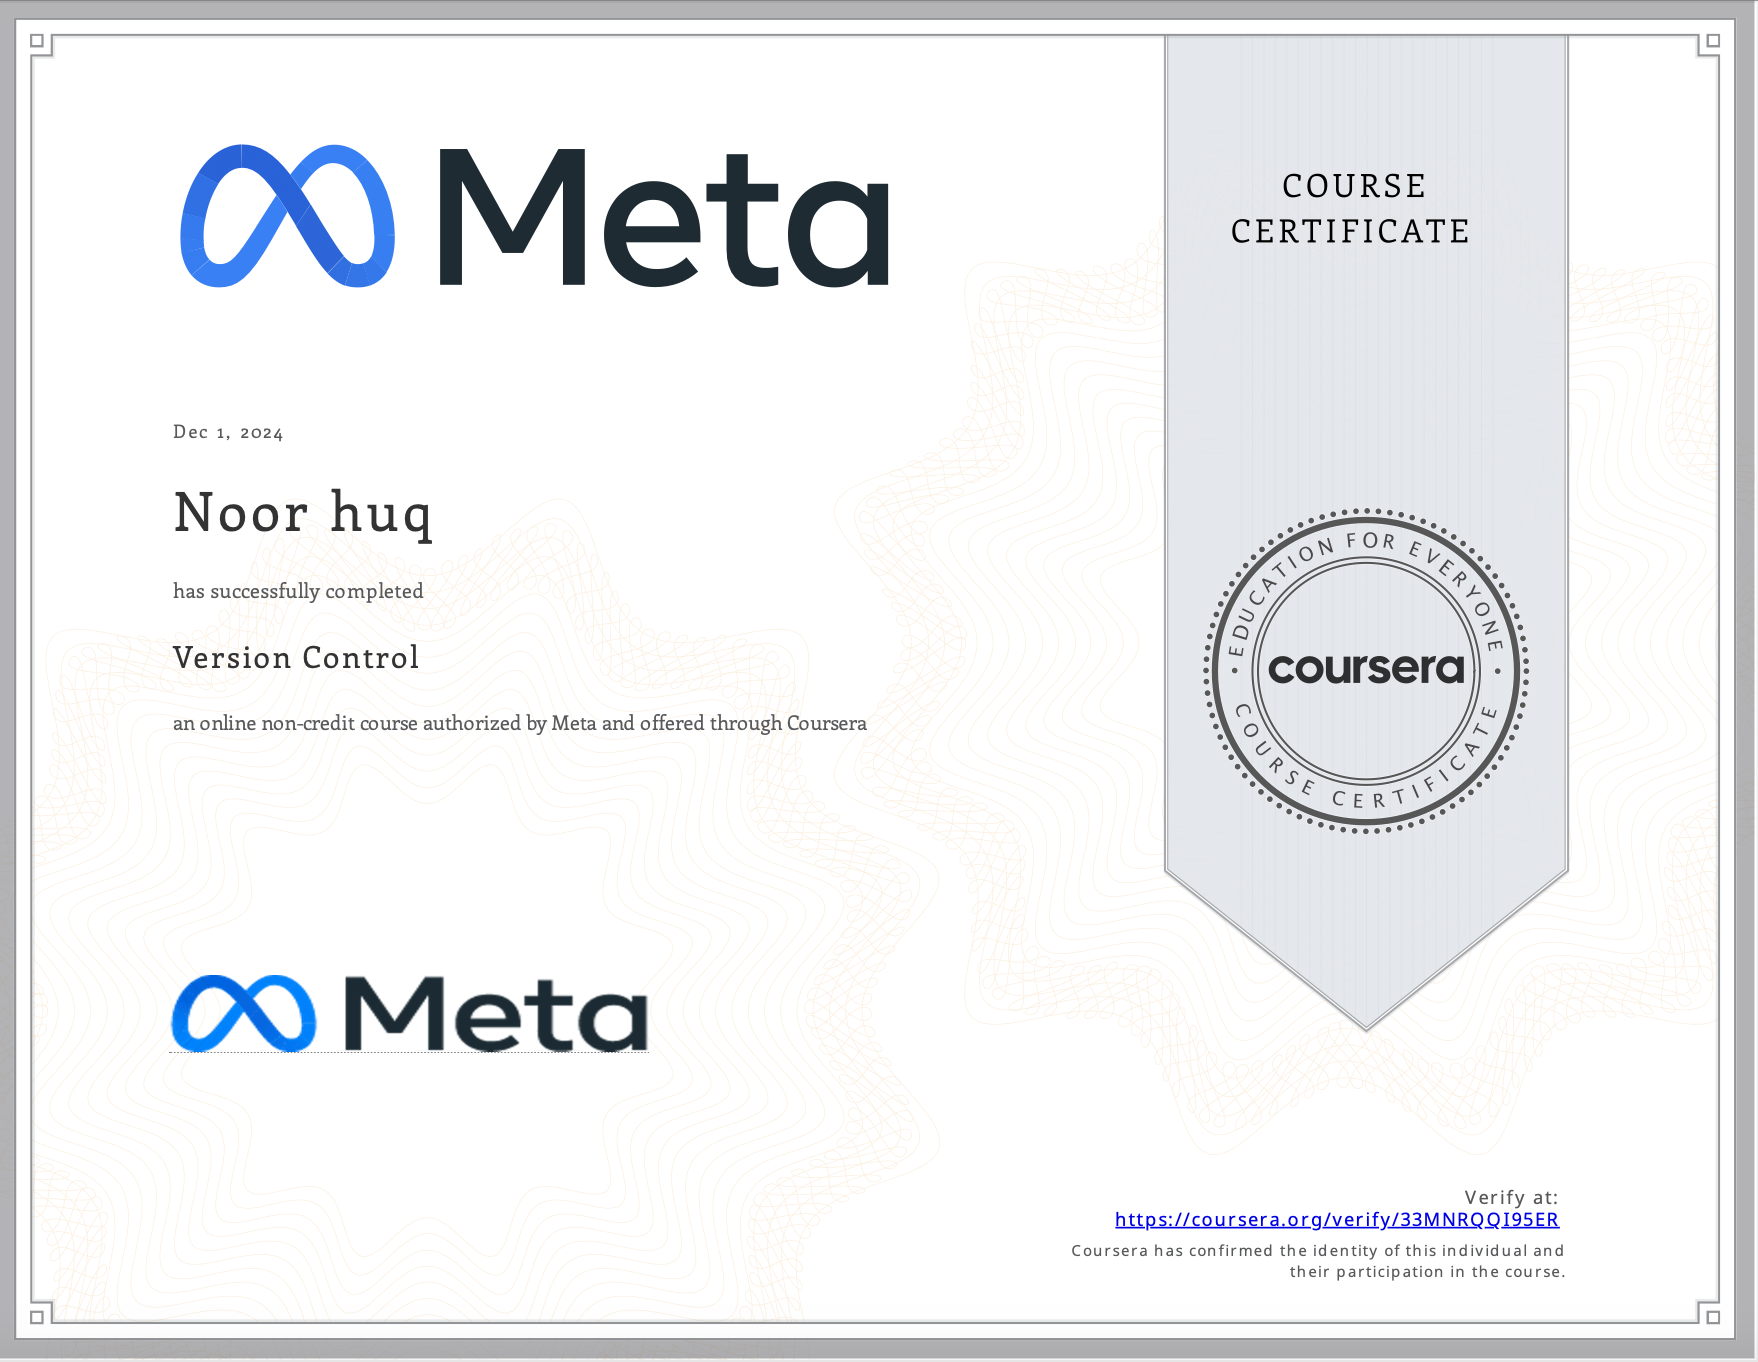 Meta
COURSE
CERTIFICATE
Dec 1, 2024
Noor huq
has successfully completed
Version Control
an online non-credit course authorized by Meta and offered through Coursera
EDUCATION FOR EVERYONE
coursera
COURSE CERTIFICATE
Meta
Verify at:
https://coursera.org/verify/33MNRQQI95ER
Coursera has confirmed the identity of this individual and
their participation in the course.